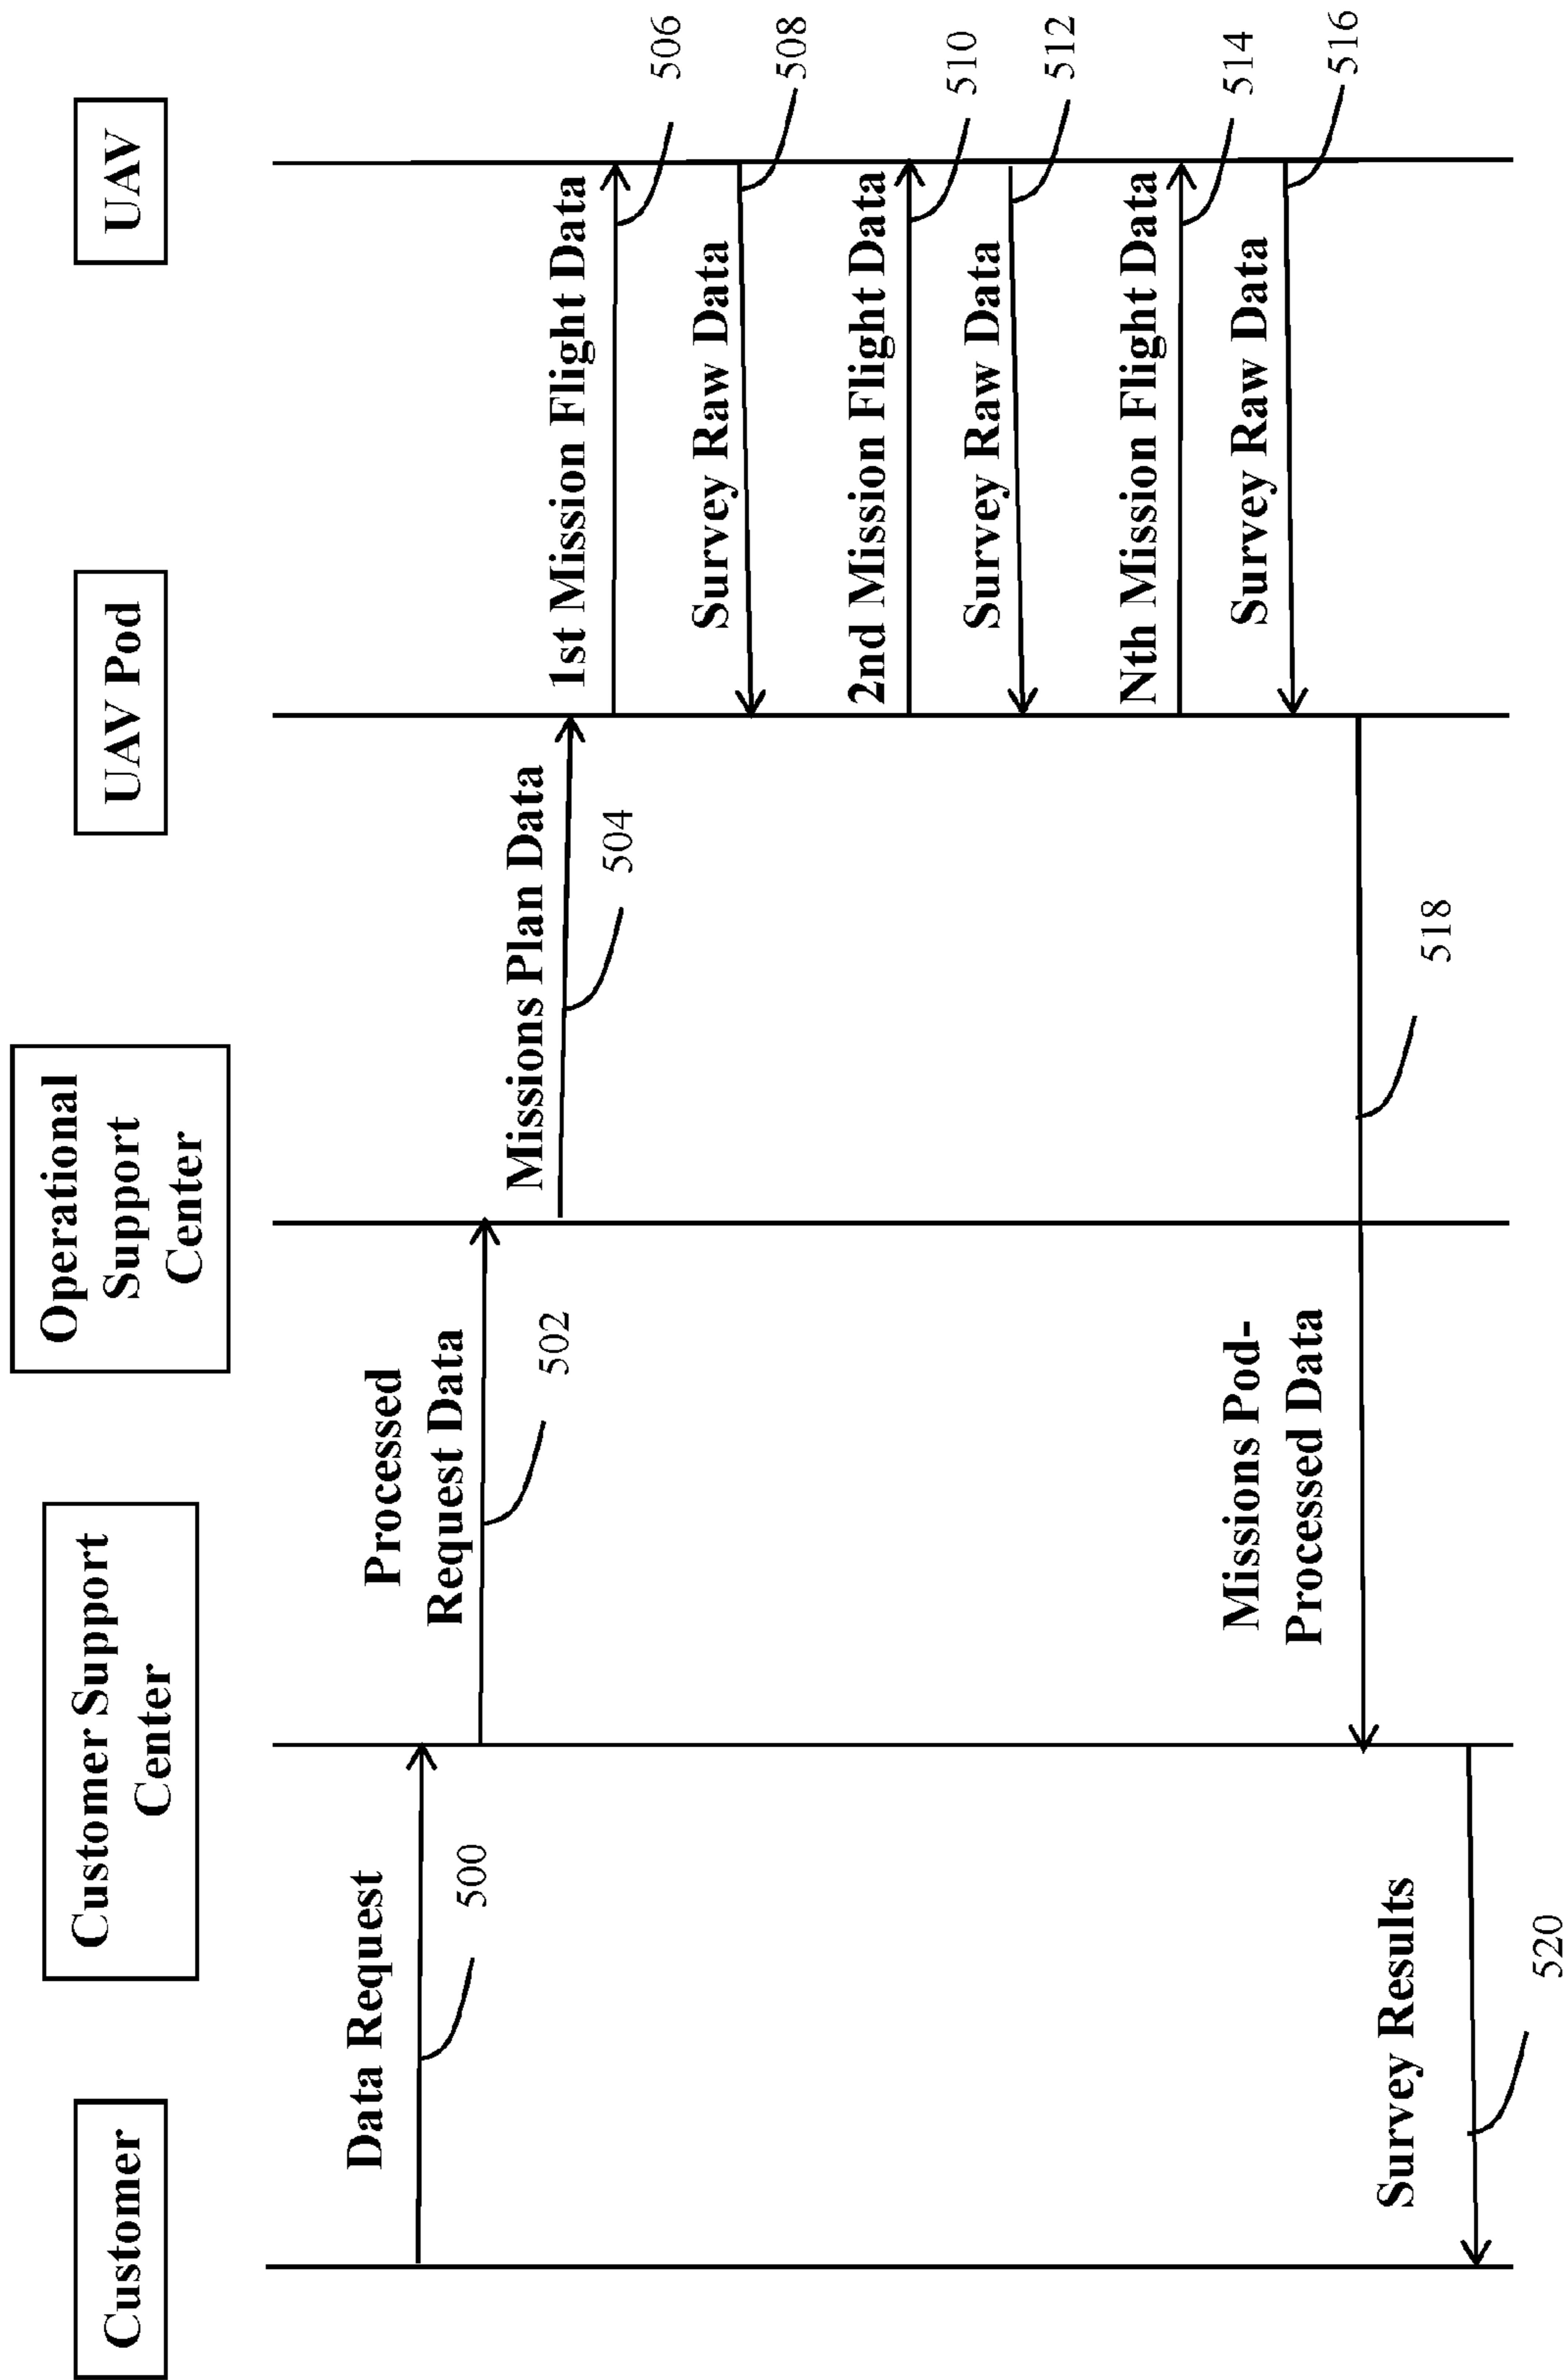 Customer
Customer Support
Center
Operational
Support
Center
UAV Pod
UAV
Data Request
500
Processed
Request Data
502
Missions Plan Data
504
1st Mission Flight Data
506
Survey Raw Data
508
2nd Mission Flight Data
510
Survey Raw Data
512
Nth Mission Flight Data
514
Survey Raw Data
516
Missions Pod-
Processed Data
518
Survey Results
520